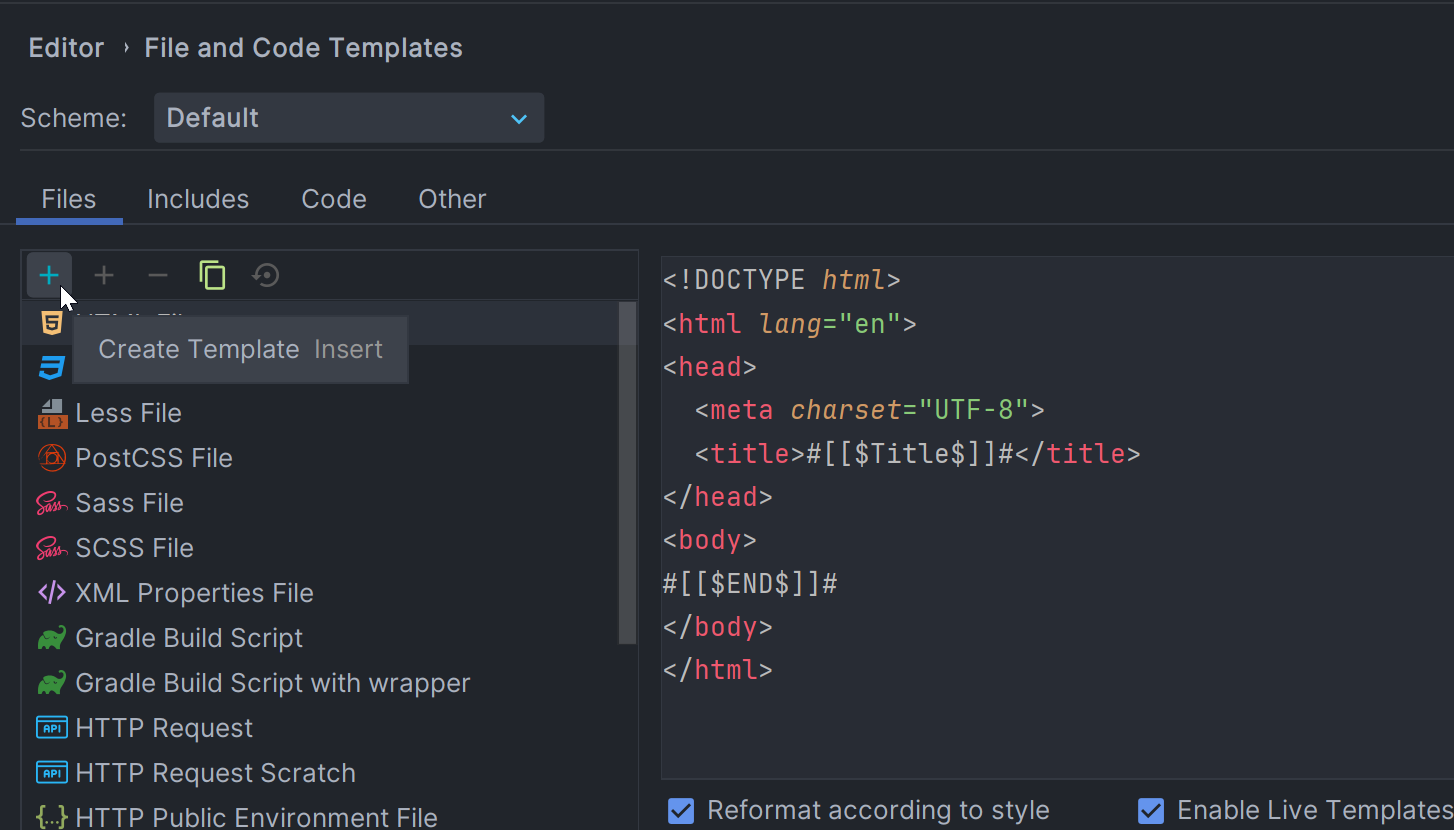 Editor › File and Code Templates
Scheme: Default
Files Includes Code Other
Create Template Insert
Less File
PostCSS File
Sass File
SCSS File
XML Properties File
Gradle Build Script
Gradle Build Script with wrapper
API HTTP Request
API HTTP Request Scratch
{...} HTTP Public Environment File
<!DOCTYPE html>
<html lang="en">
<head>
<meta charset="UTF-8">
<title>#[[$Title$]]#</title>
</head>
<body>
#[[$END$]]#
</body>
</html>
Reformat according to style
Enable Live Templates